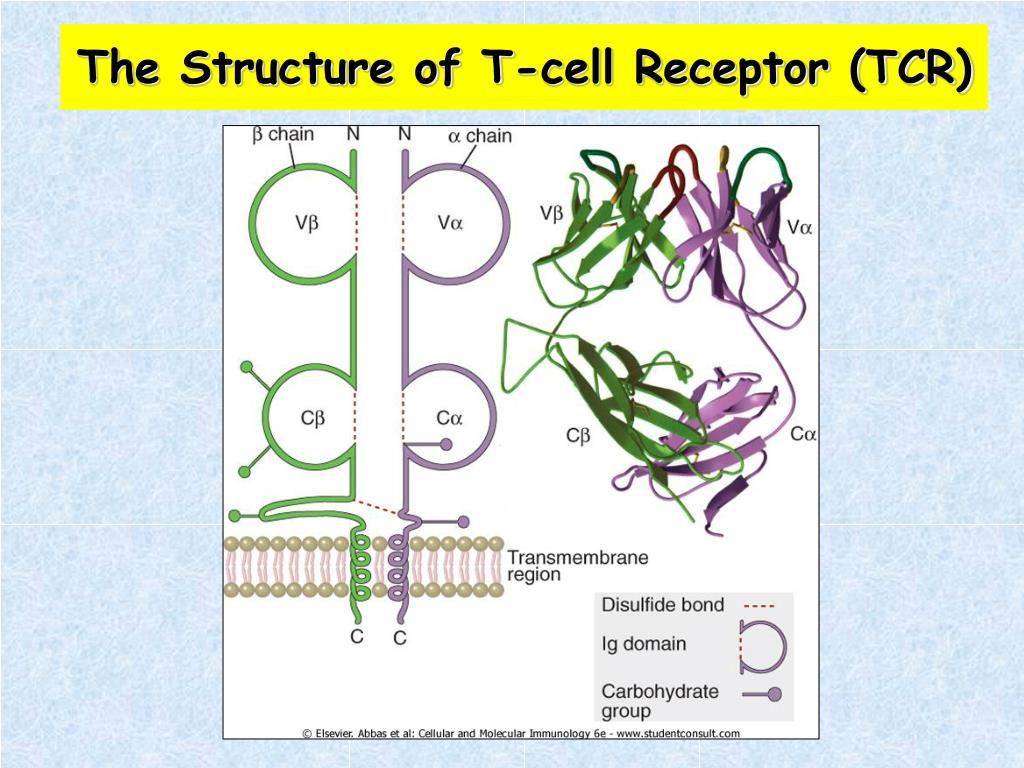 The Structure of T-cell Receptor (TCR)
β chain N N α chain
Vβ Vα
Vβ Vα
Cβ Cα
Cβ Cα
Transmembrane
region
C C
Disulfide bond
Ig domain
Carbohydrate
group
© Elsevier. Abbas et al: Cellular and Molecular Immunology 6e - www.studentconsult.com